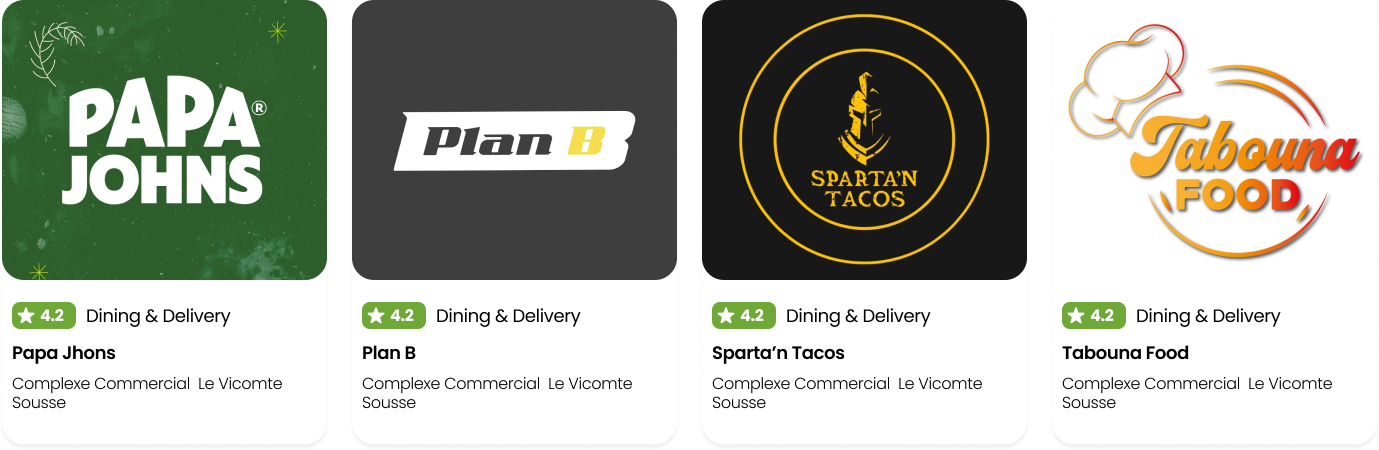 PAPA®
JOHNS
4.2 Dining & Delivery
Papa Jhons
Complexe Commercial Le Vicomte
Sousse
Plan B
4.2 Dining & Delivery
Plan B
Complexe Commercial Le Vicomte
Sousse
SPARTA'N
TACOS
4.2 Dining & Delivery
Sparta’n Tacos
Complexe Commercial Le Vicomte
Sousse
Tabouna
FOOD
4.2 Dining & Delivery
Tabouna Food
Complexe Commercial Le Vicomte
Sousse